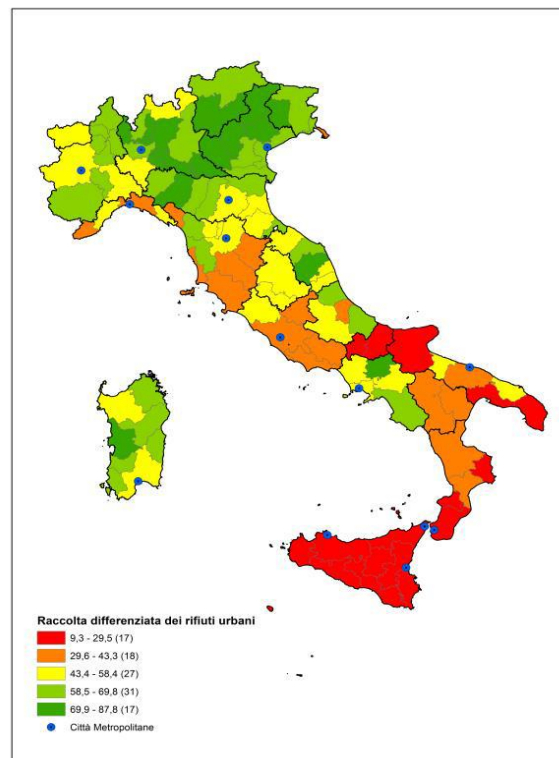 Raccolta differenziata dei rifiuti urbani
9,3 - 29,5 (17)
29,6 - 43,3 (18)
43,4 - 58,4 (27)
58,5 - 69,8 (31)
69,9 - 87,8 (17)
Città Metropolitane